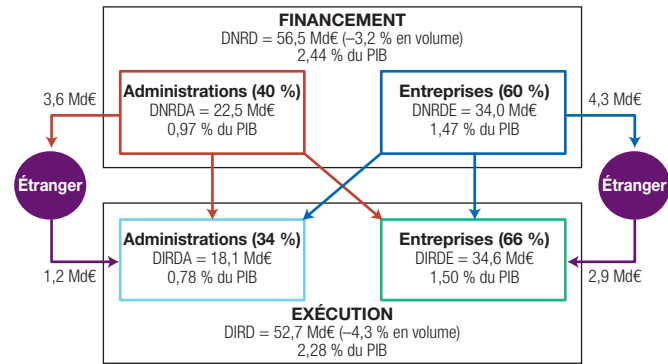 FINANCEMENT
DNRD = 56,5 Md€ (–3,2 % en volume)
2,44 % du PIB
3,6 Md€
Administrations (40 %)
DNRDA = 22,5 Md€
0,97 % du PIB
Entreprises (60 %)
DNRDE = 34,0 Md€
1,47 % du PIB
4,3 Md€
Étranger
Étranger
Administrations (34 %)
DIRDA = 18,1 Md€
0,78 % du PIB
Entreprises (66 %)
DIRDE = 34,6 Md€
1,50 % du PIB
1,2 Md€
2,9 Md€
EXÉCUTION
DIRD = 52,7 Md€ (–4,3 % en volume)
2,28 % du PIB